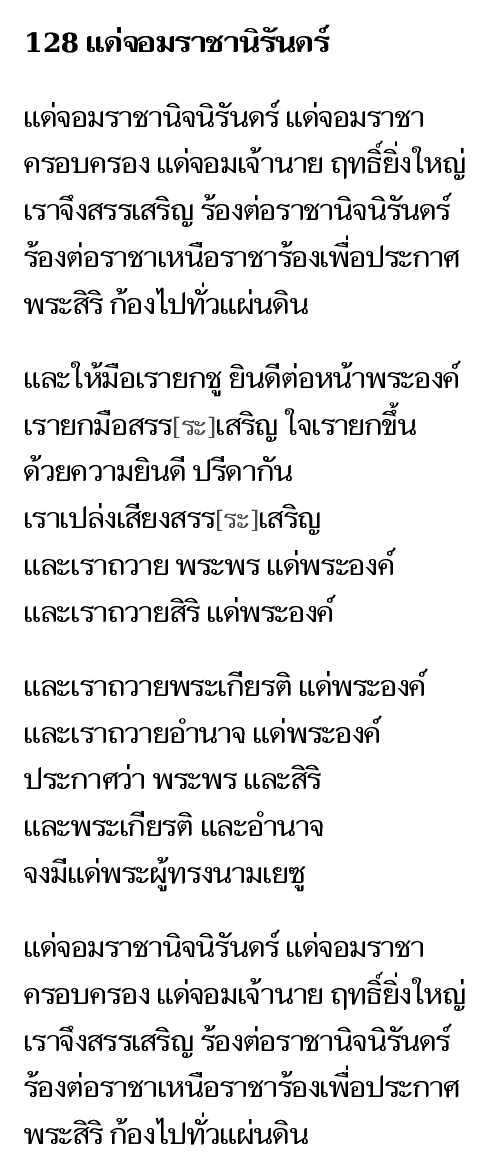 128 แด่จอมราชานิรันดร์
แด่จอมราชานิจนิรันดร์ แด่จอมราชา
ครอบครอง แด่จอมเจ้านาย ฤทธิ์ยิ่งใหญ่
เราจึงสรรเสริญ ร้องต่อราชานิจนิรันดร์
ร้องต่อราชาเหนือราชาร้องเพื่อประกาศ
พระสิริ ก้องไปทั่วแผ่นดิน
และให้มือเรายกชู ยินดีต่อหน้าพระองค์
เรายกมือสรร[ระ]เสริญ ใจเรายกขึ้น
ด้วยความยินดี ปรีดากัน
เราเปล่งเสียงสรร[ระ]เสริญ
และเราถวาย พระพร แด่พระองค์
และเราถวายสิริ แด่พระองค์
และเราถวายพระเกียรติ แด่พระองค์
และเราถวายอำนาจ แด่พระองค์
ประกาศว่า พระพร และสิริ
และพระเกียรติ และอำนาจ
จงมีแด่พระผู้ทรงนามเยซู
แด่จอมราชานิจนิรันดร์ แด่จอมราชา
ครอบครอง แด่จอมเจ้านาย ฤทธิ์ยิ่งใหญ่
เราจึงสรรเสริญ ร้องต่อราชานิจนิรันดร์
ร้องต่อราชาเหนือราชาร้องเพื่อประกาศ
พระสิริ ก้องไปทั่วแผ่นดิน